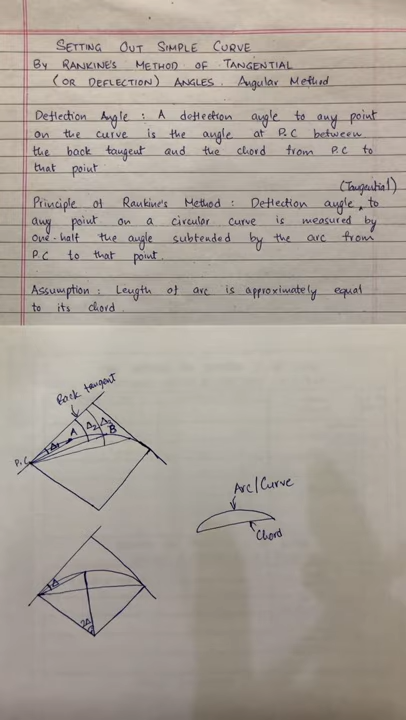 SETTING OUT SIMPLE CURVE
BY RANKINE'S METHOD OF TANGENTIAL
(OR DEFLECTION) ANGLES. Angular Method
Deflection Angle : A deflection angle to any point
on the curve is the angle at P.C between
the back tangent and the chord from P.C to
that point
(Tangential)
Principle of Rankine's Method : Deflection angle, to
any point on a circular curve is measured by
one-half the angle subtended by the arc from
P.C to that point.
Assumption : Length of arc is approximately equal
to its chord
Back tangent
A
Δ1
Δ2
Δ3
B
P.C
Arc/Curve
Chord
Δ
2Δ